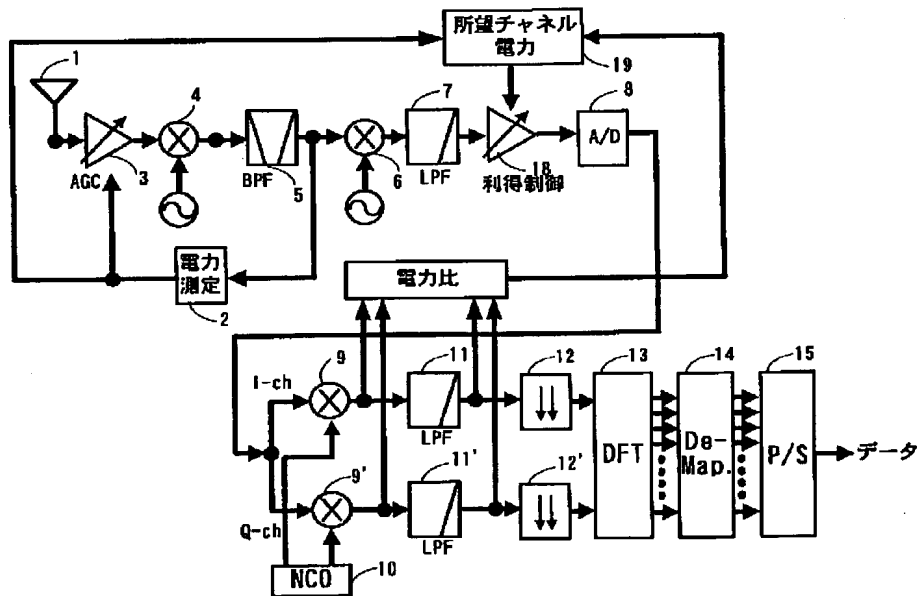 所望チャネル
電力
19
1
4
7
8
A/D
AGC
3
BPF
5
6
LPF
18
利得制御
電力
測定
2
電力比
I-ch
9
11
12
13
14
15
LPF
DFT
De-
Map.
P/S
データ
9'
11'
12'
Q-ch
LPF
NCO
10